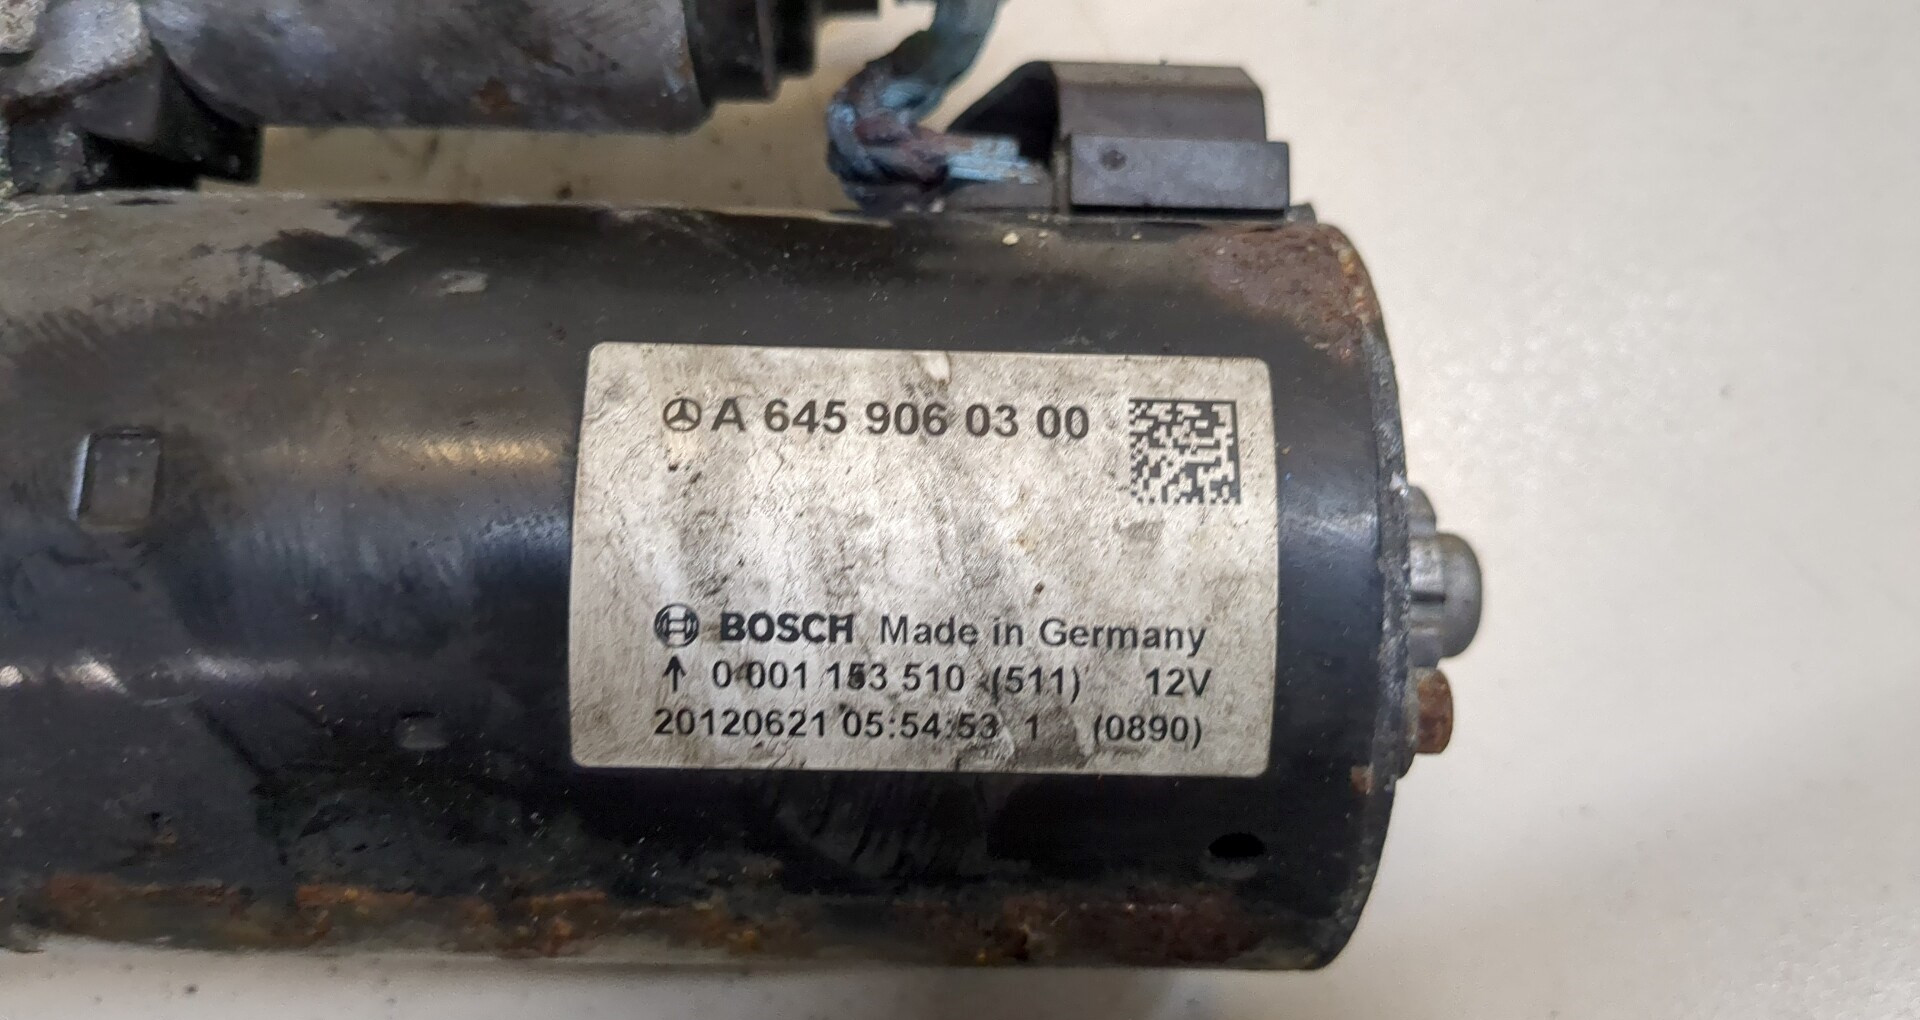 A 645 906 03 00
BOSCH Made in Germany
↑ 0 001 153 510 (511) 12V
20120621 05:54:53 1 (0890)